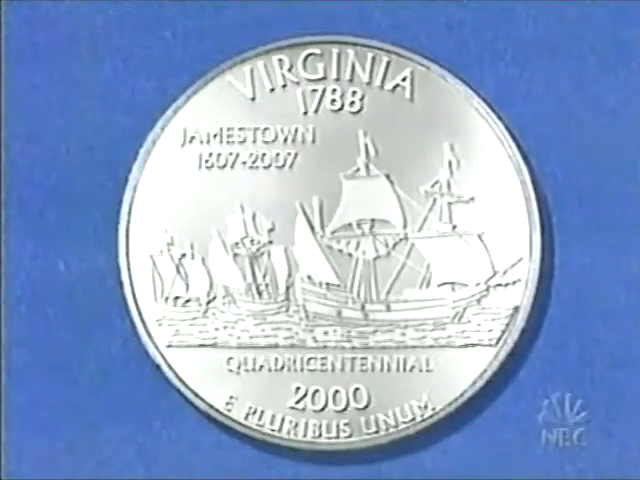 VIRGINIA
1788
JAMESTOWN
1607-2007
QUADRICENTENNIAL
2000
E PLURIBUS UNUM
NBC